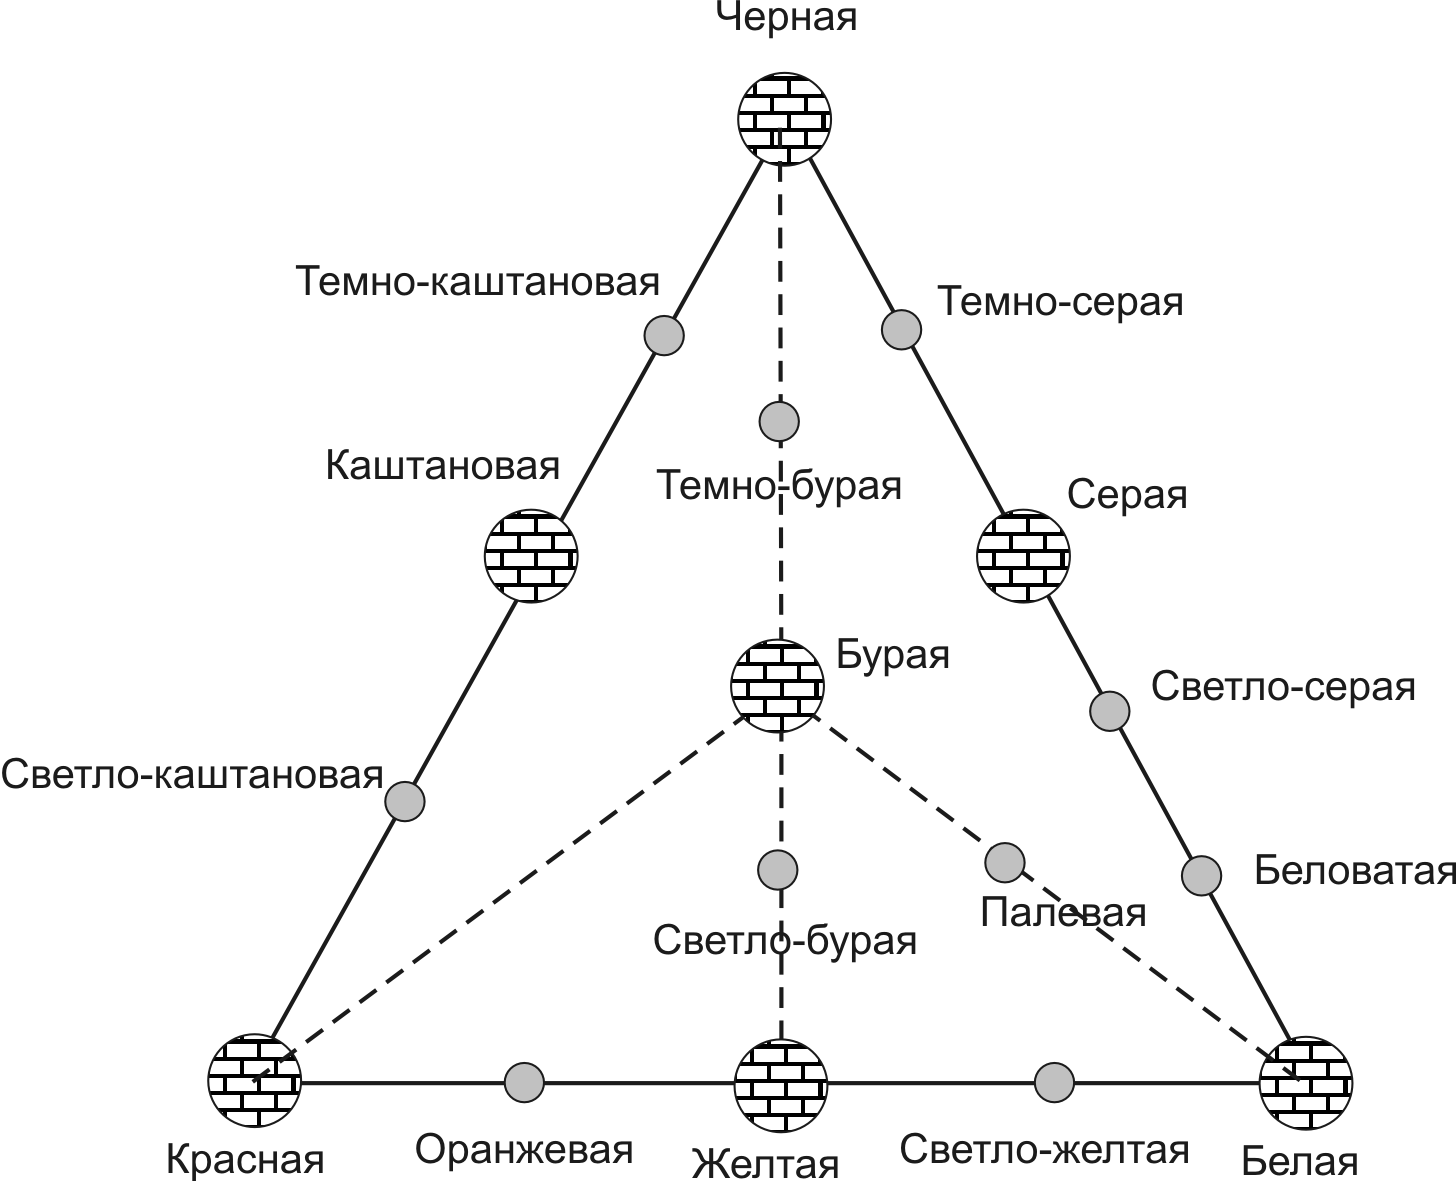 Черная
Темно-каштановая
Темно-серая
Каштановая
Темно-бурая
Серая
Бурая
Светло-серая
Светло-каштановая
Беловатая
Палевая
Светло-бурая
Красная
Оранжевая
Желтая
Светло-желтая
Белая